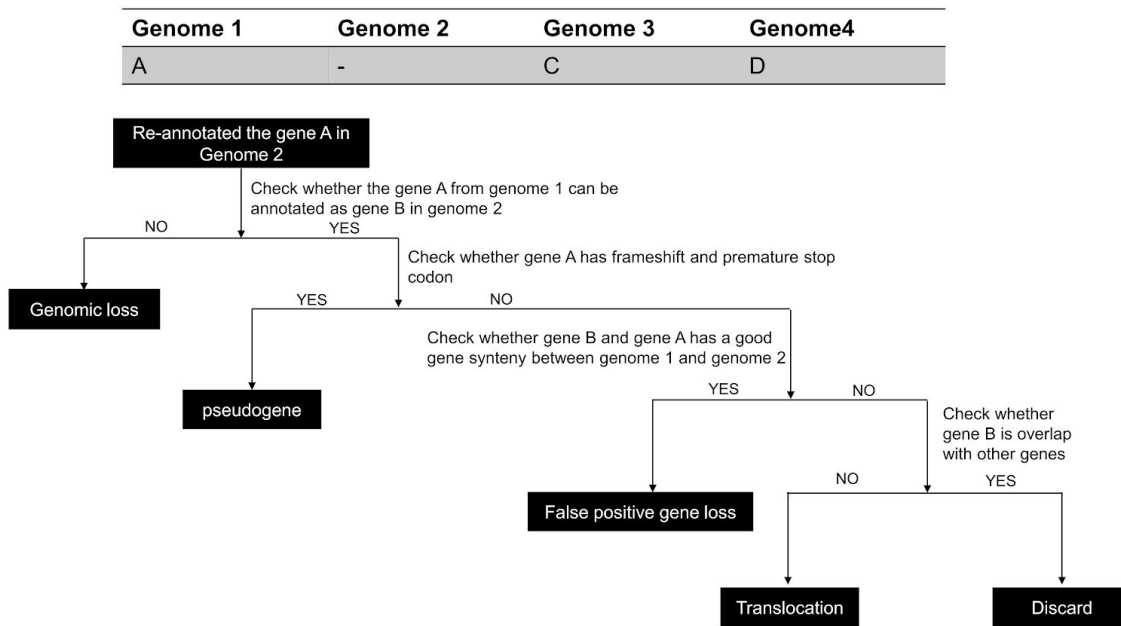 Genome 1 Genome 2 Genome 3 Genome4
A - C D
Re-annotated the gene A in
Genome 2
Check whether the gene A from genome 1 can be
annotated as gene B in genome 2
NO YES
Check whether gene A has frameshift and premature stop
codon
Genomic loss
YES NO
Check whether gene B and gene A has a good
gene synteny between genome 1 and genome 2
pseudogene
YES NO
Check whether
gene B is overlap
with other genes
NO YES
False positive gene loss
Translocation Discard